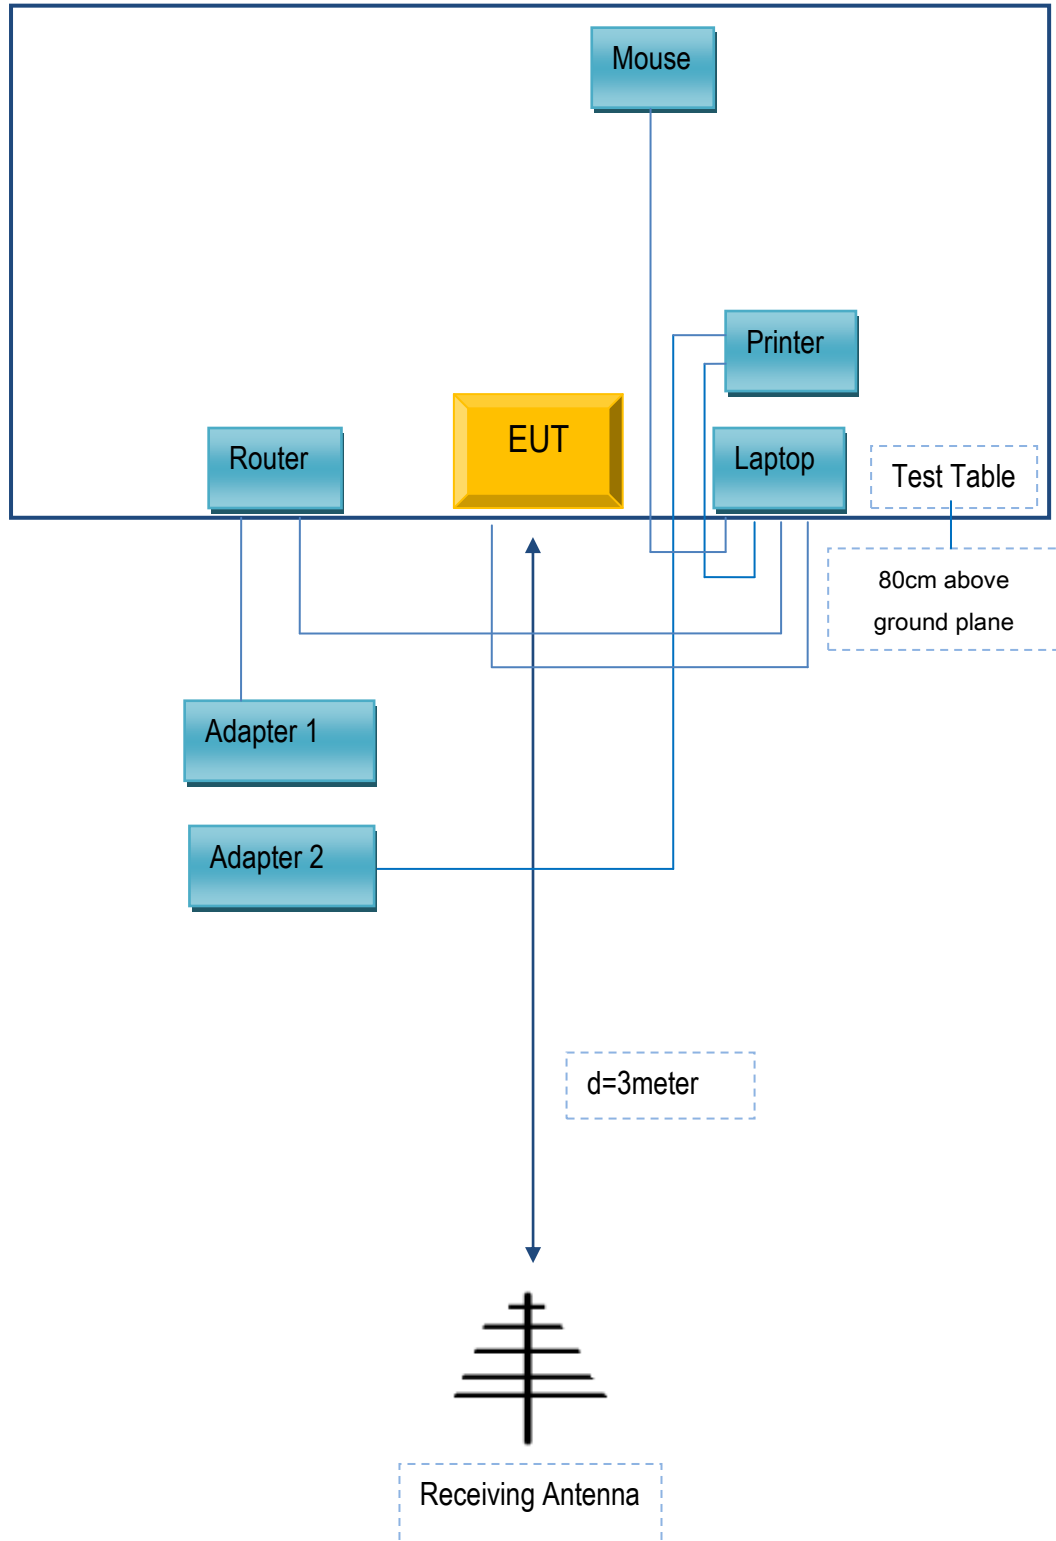 Mouse
Printer
EUT
Router
Laptop
Test Table
80cm above
ground plane
Adapter 1
Adapter 2
d=3meter
Receiving Antenna